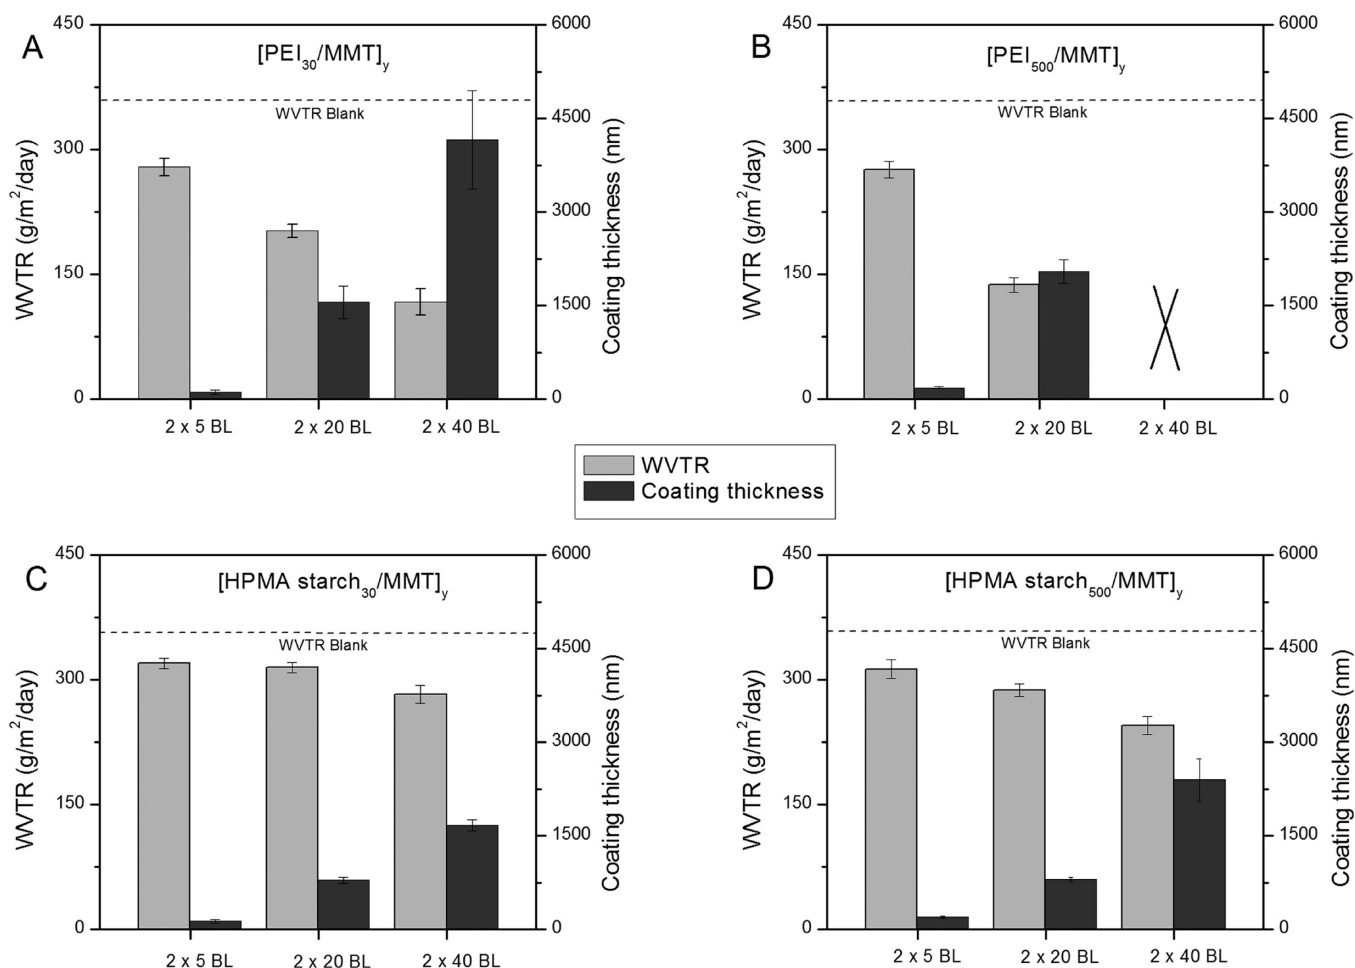 A
[PEI30/MMT]y
WVTR Blank
WVTR (g/m2/day)
450
300
150
0
6000
4500
3000
1500
0
Coating thickness (nm)
2 x 5 BL
2 x 20 BL
2 x 40 BL
B
[PEI500/MMT]y
WVTR Blank
WVTR (g/m2/day)
450
300
150
0
6000
4500
3000
1500
0
Coating thickness (nm)
2 x 5 BL
2 x 20 BL
2 x 40 BL
WVTR
Coating thickness
C
[HPMA starch30/MMT]y
WVTR Blank
WVTR (g/m2/day)
450
300
150
0
6000
4500
3000
1500
0
Coating thickness (nm)
2 x 5 BL
2 x 20 BL
2 x 40 BL
D
[HPMA starch500/MMT]y
WVTR Blank
WVTR (g/m2/day)
450
300
150
0
6000
4500
3000
1500
0
Coating thickness (nm)
2 x 5 BL
2 x 20 BL
2 x 40 BL